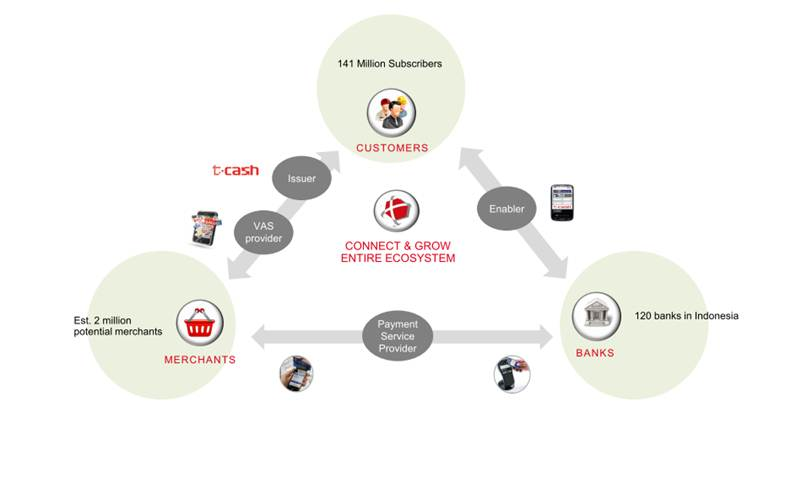 141 Million Subscribers
CUSTOMERS
t-cash
Issuer
VAS
provider
Enabler
CONNECT & GROW
ENTIRE ECOSYSTEM
Est. 2 million
potential merchants
MERCHANTS
Payment
Service
Provider
120 banks in Indonesia
BANKS